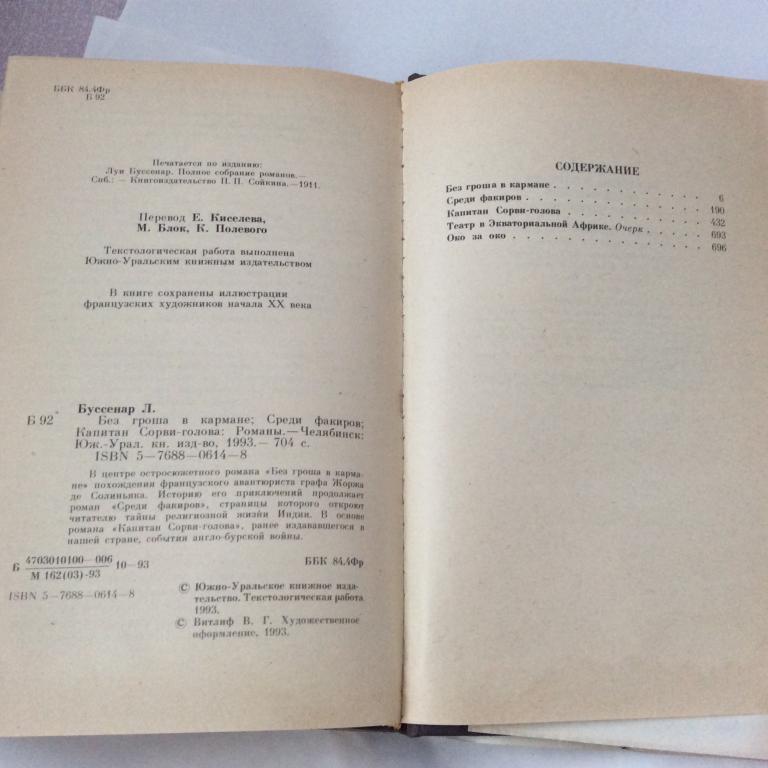 ББК 84.4Фр
Б 92
Печатается по изданию:
Луи Буссенар. Полное собрание романов.—
Спб.: — Книгоиздательство П. П. Сойкина.—1911.
Перевод Е. Киселева,
М. Блок, К. Полевого
Текстологическая работа выполнена
Южно-Уральским книжным издательством
В книге сохранены иллюстрации
французских художников начала XX века
Буссенар Л.
Б 92 Без гроша в кармане; Среди факиров;
Капитан Сорви-голова: Романы.—Челябинск:
Юж.-Урал. кн. изд-во, 1993.— 704 с.
ISBN 5—7688—0614—8
В центре остросюжетного романа «Без гроша в карма-
не» похождения французского авантюриста графа Жоржа
де Солиньяка. Историю его приключений продолжает
роман «Среди факиров», страницы которого откроют
читателю тайны религиозной жизни Индии. В основе
романа «Капитан Сорви-голова», ранее издававшегося в
нашей стране, события англо-бурской войны.
Б 4703010100—006 10—93 ББК 84.4Фр
М 162(03)-93
ISBN 5—7688—0614—8
© Южно-Уральское книжное изда-
тельство. Текстологическая работа
1993.
© Витлиф В. Г. Художественное
оформление, 1993.
СОДЕРЖАНИЕ
Без гроша в кармане . . . . . . . . . . . . 6
Среди факиров . . . . . . . . . . . . . . 190
Капитан Сорви-голова . . . . . . . . . . . 432
Театр в Экваториальной Африке. Очерк . . . . . 693
Око за око . . . . . . . . . . . . . . . 696